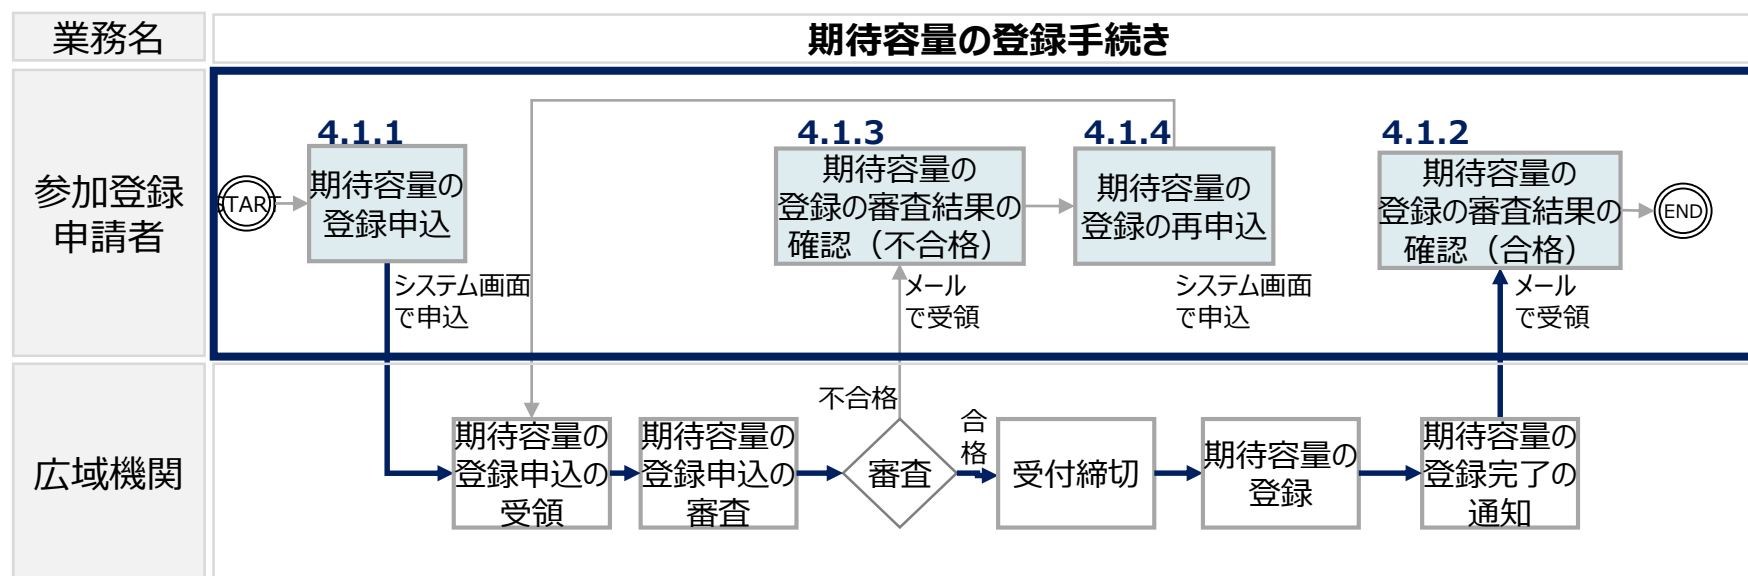 業務名
期待容量の登録手続き
参加登録
申請者
START
4.1.1
期待容量の
登録申込
システム画面
で申込
4.1.3
期待容量の
登録の審査結果の
確認（不合格）
メール
で受領
4.1.4
期待容量の
登録の再申込
システム画面
で申込
4.1.2
期待容量の
登録の審査結果の
確認（合格）
メール
で受領
END
広域機関
期待容量の
登録申込の
受領
期待容量の
登録申込の
審査
審査
不合格
合
格
受付締切
期待容量の
登録
期待容量の
登録完了の
通知